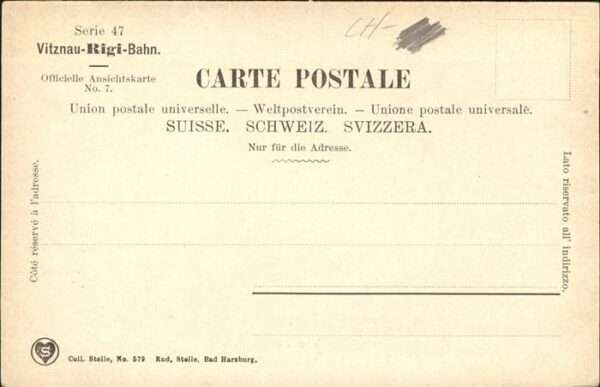 Serie 47
Vitznau-Rigi-Bahn.
Officielle Ansichtskarte
No. 7.
CH-
CARTE POSTALE
Union postale universelle. — Weltpostverein. — Unione postale universale.
SUISSE. SCHWEIZ. SVIZZERA.
Nur für die Adresse.
Côté réservé à l'adresse.
Lato riservato all' indirizzo.
S
Coll. Stelle, No. 579 Rud. Stelle, Bad Harzburg.